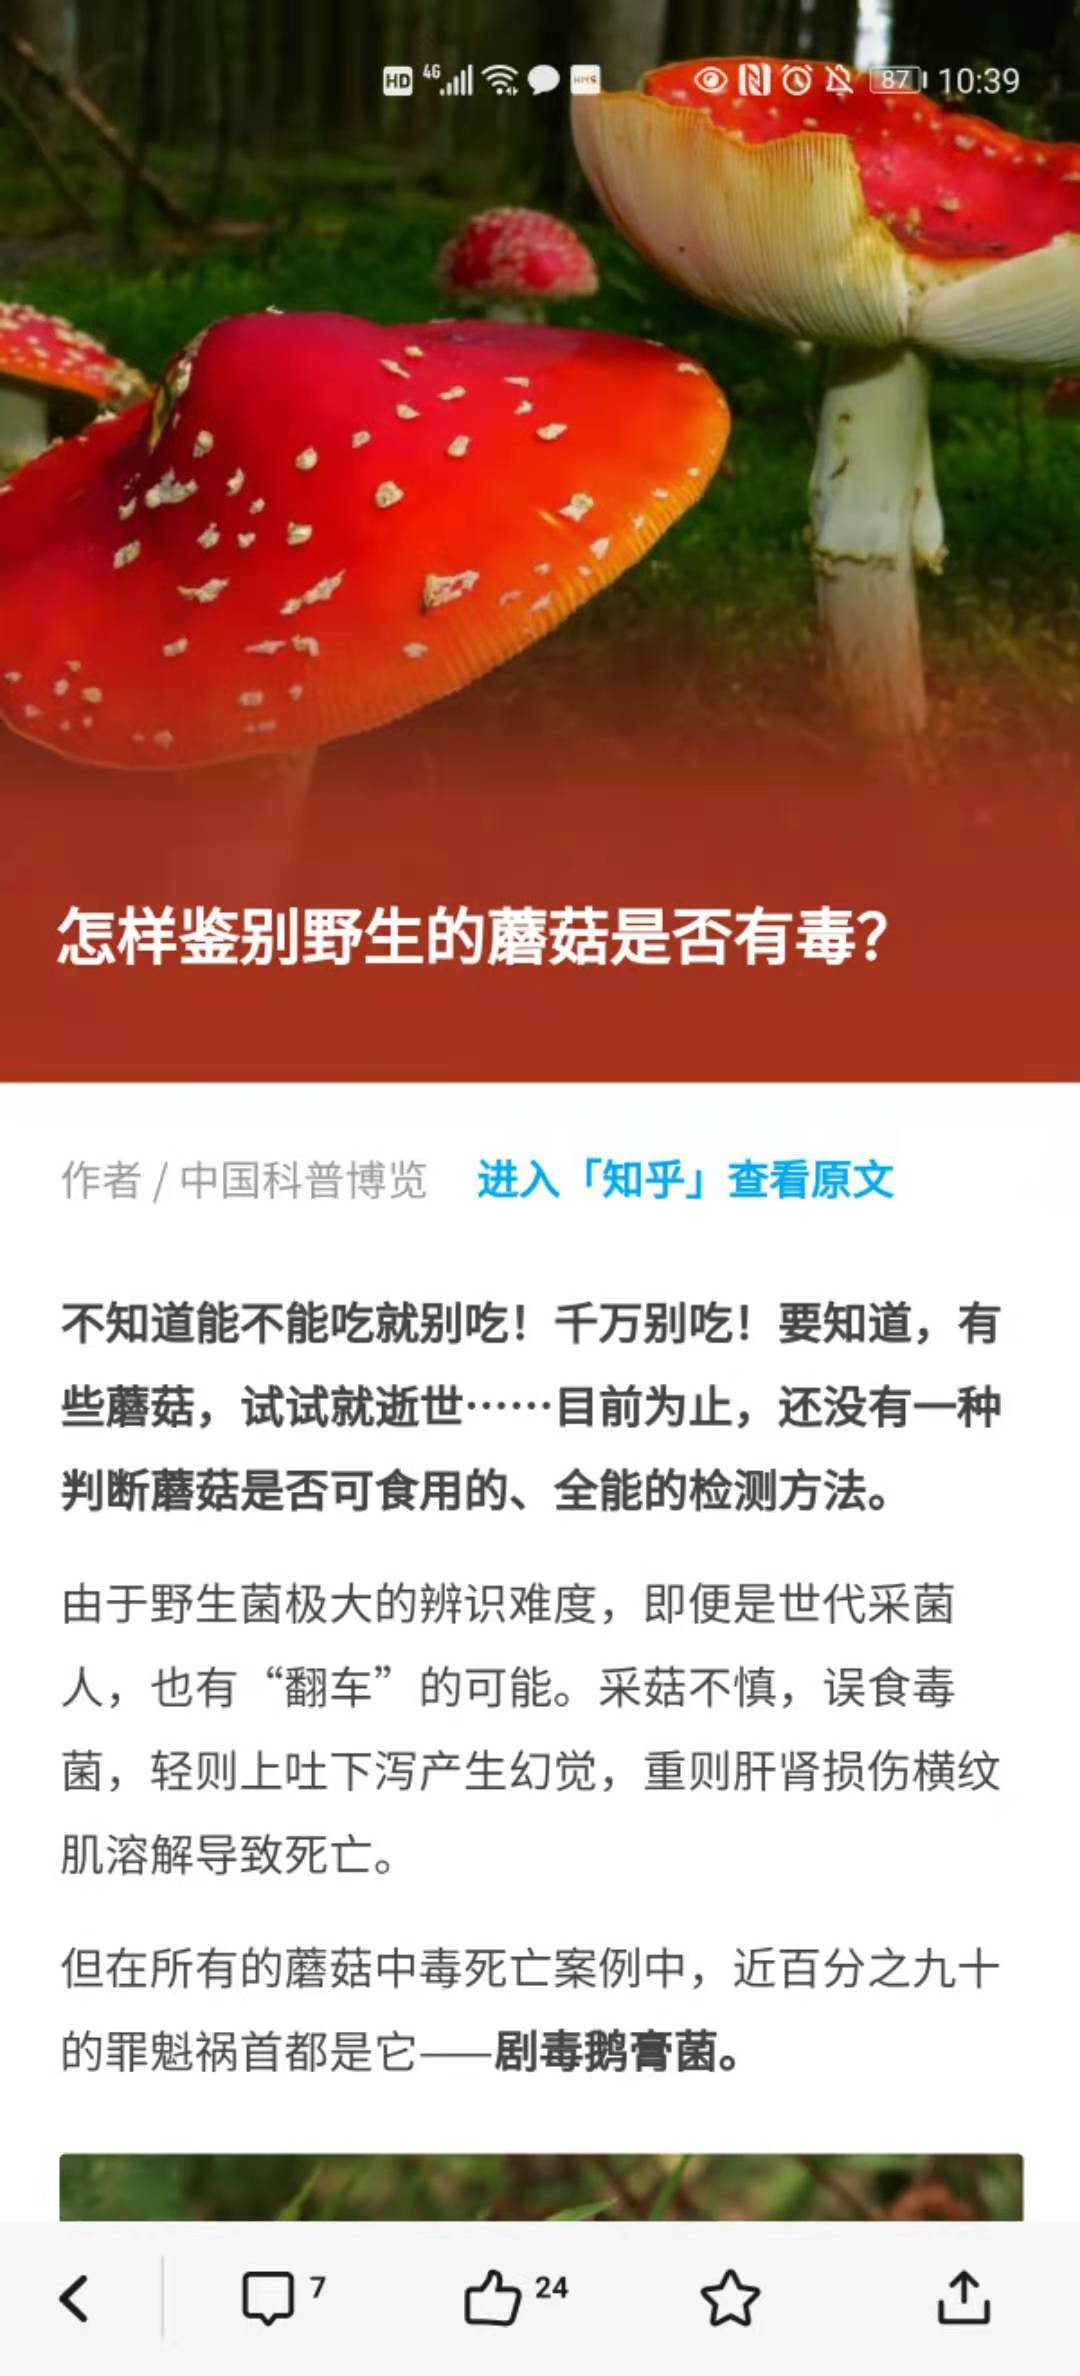 HD 4G HMS 87 10:39
怎样鉴别野生的蘑菇是否有毒？
作者 / 中国科普博览 进入「知乎」查看原文
不知道能不能吃就别吃！千万别吃！要知道，有
些蘑菇，试试就逝世……目前为止，还没有一种
判断蘑菇是否可食用的、全能的检测方法。
由于野生菌极大的辨识难度，即便是世代采菌
人，也有“翻车”的可能。采菇不慎，误食毒
菌，轻则上吐下泻产生幻觉，重则肝肾损伤横纹
肌溶解导致死亡。
但在所有的蘑菇中毒死亡案例中，近百分之九十
的罪魁祸首都是它——剧毒鹅膏菌。
7 24